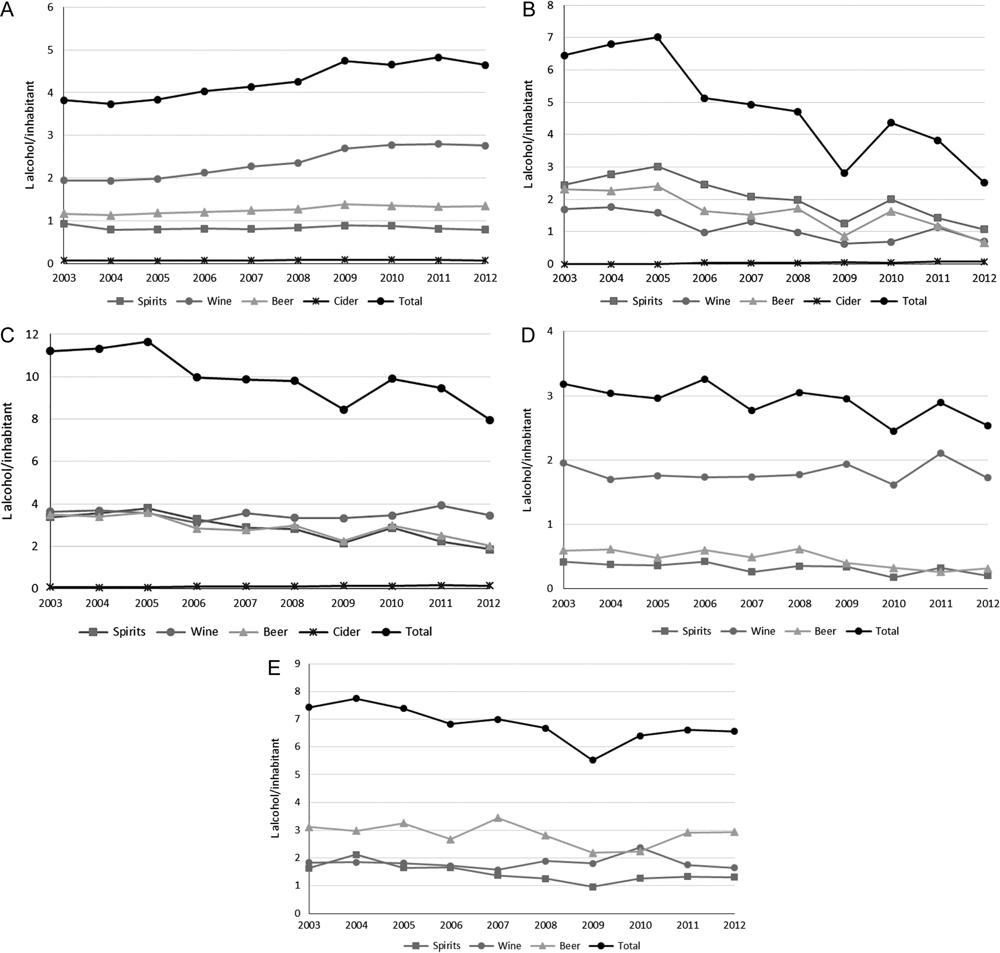 A
6
5
4
3
2
1
0
L alcohol/inhabitant
2003 2004 2005 2006 2007 2008 2009 2010 2011 2012
Spirits Wine Beer Cider Total
B
8
7
6
5
4
3
2
1
0
L alcohol/inhabitant
2003 2004 2005 2006 2007 2008 2009 2010 2011 2012
Spirits Wine Beer Cider Total
C
12
10
8
6
4
2
0
L alcohol/inhabitant
2003 2004 2005 2006 2007 2008 2009 2010 2011 2012
Spirits Wine Beer Cider Total
D
4
3
2
1
0
L alcohol/inhabitant
2003 2004 2005 2006 2007 2008 2009 2010 2011 2012
Spirits Wine Beer Total
E
9
8
7
6
5
4
3
2
1
0
L alcohol/inhabitant
2003 2004 2005 2006 2007 2008 2009 2010 2011 2012
Spirits Wine Beer Total